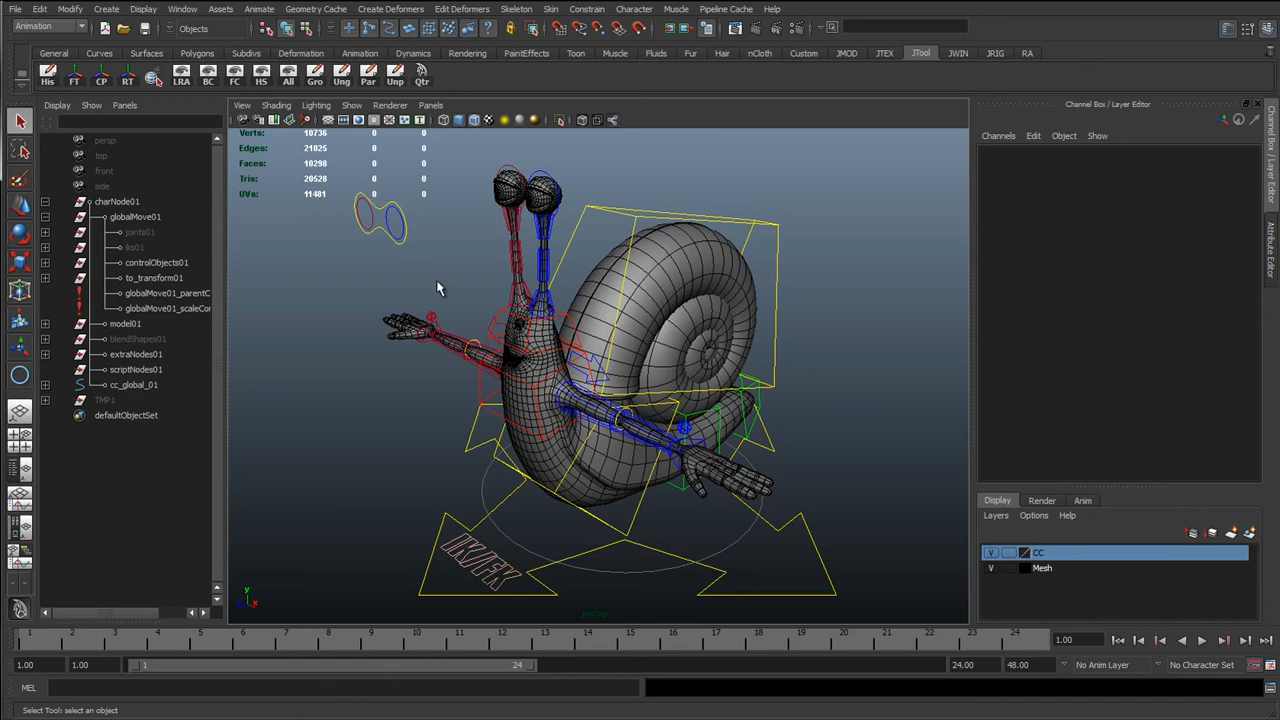 File Edit Modify Create Display Window Assets Animate Geometry Cache Create Deformers Edit Deformers Skeleton Skin Constrain Character Muscle Pipeline Cache Help
Animation Objects
General Curves Surfaces Polygons Subdivs Deformation Animation Dynamics Rendering PaintEffects Toon Muscle Fluids Fur Hair nCloth Custom JMOD JTEX JTool JWIN JRIG RA
His FT CP RT LRA BC FC HS All Gro Ung Par Unp Qtr
Display Show Panels
View Shading Lighting Show Renderer Panels
Channel Box / Layer Editor
Channels Edit Object Show
Channel Box / Layer Editor
Attribute Editor
persp
top
front
side
charNode01
globalMove01
joints01
iks01
controlObjects01
to_transform01
globalMove01_parentC
globalMove01_scaleCon
model01
blendShapes01
extraNodes01
scriptNodes01
cc_global_01
TMP1
defaultObjectSet
Verts: 10736 0 0
Edges: 21025 0 0
Faces: 10298 0 0
Tris: 20528 0 0
UVs: 11481 0 0
IK/FK
y
x
persp
Display Render Anim
Layers Options Help
V CC
V Mesh
1 2 3 4 5 6 7 8 9 10 11 12 13 14 15 16 17 18 19 20 21 22 23 24 1.00
1.00 1.00 1 24 24.00 48.00 No Anim Layer No Character Set
MEL
Select Tool: select an object